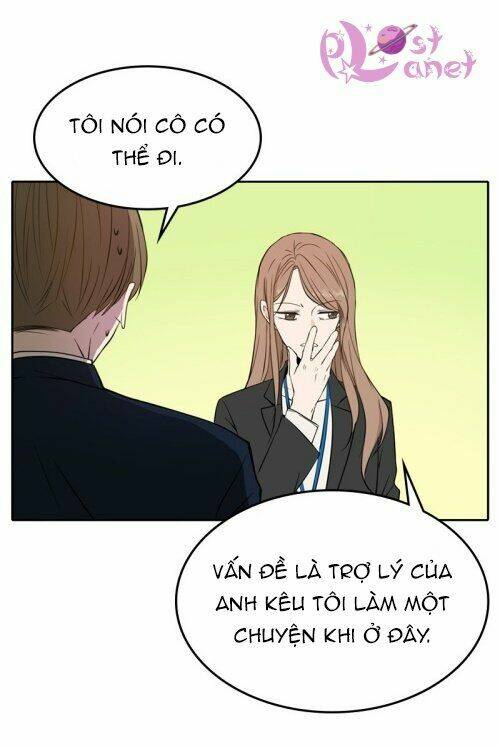 Lost
Planet
TÔI NÓI CÔ CÓ
THỂ ĐI.
VẤN ĐỀ LÀ TRỢ LÝ CỦA
ANH KÊU TÔI LÀM MỘT
CHUYỆN KHI Ở ĐÂY.